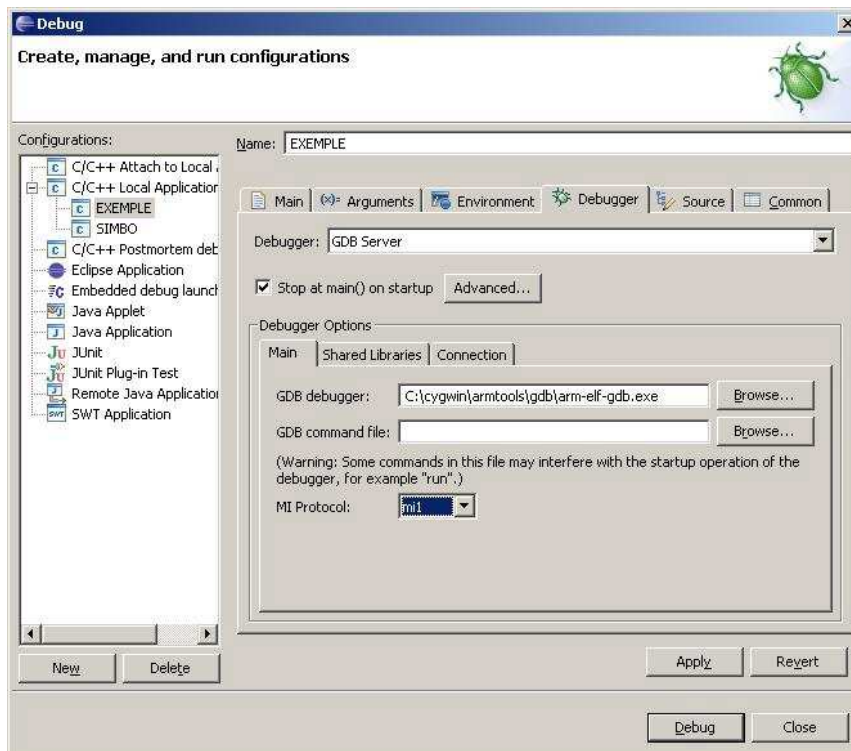 Debug
Create, manage, and run configurations
Configurations:
C/C++ Attach to Local
C/C++ Local Application
EXEMPLE
SIMBO
C/C++ Postmortem det
Eclipse Application
Embedded debug launch
Java Applet
Java Application
JUnit
JUnit Plug-in Test
Remote Java Application
SWT Application
New
Delete
Name: EXEMPLE
Main (x)= Arguments Environment Debugger Source Common
Debugger: GDB Server
Stop at main() on startup Advanced...
Debugger Options
Main Shared Libraries Connection
GDB debugger: C:\cygwin\armtools\gdb\arm-elf-gdb.exe Browse...
GDB command file: Browse...
(Warning: Some commands in this file may interfere with the startup operation of the
debugger, for example "run".)
MI Protocol: mi1
Apply Revert
Debug Close